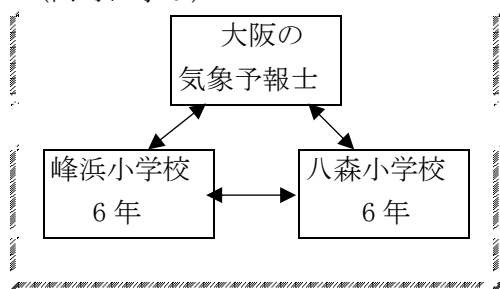 大阪の
気象予報士
峰浜小学校
6年
八森小学校
6年